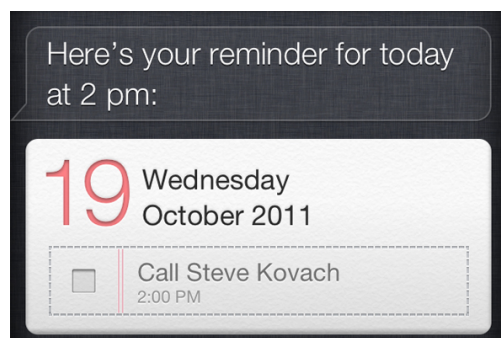 Here’s your reminder for today
at 2 pm:
19
Wednesday
October 2011
Call Steve Kovach
2:00 PM